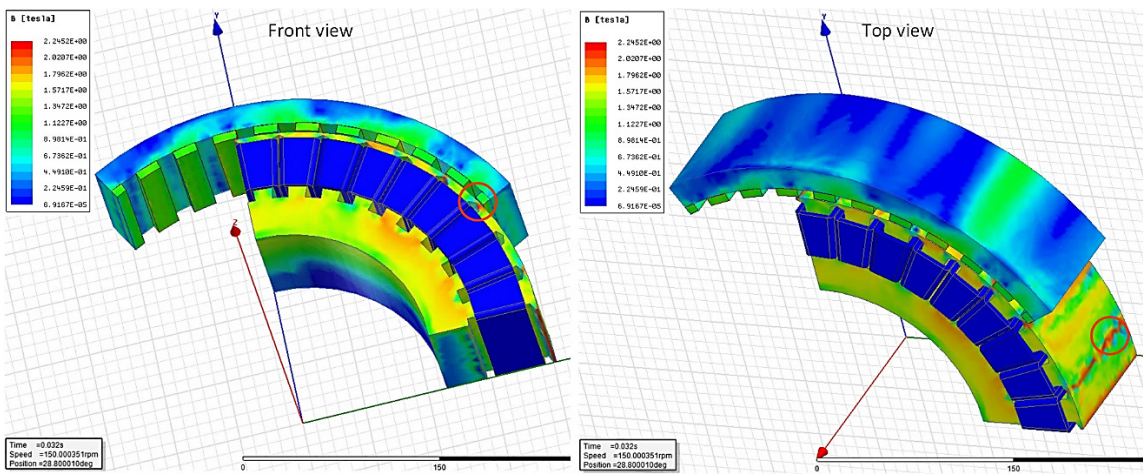 B [tesla]
2.2452E+00
2.0207E+00
1.7962E+00
1.5717E+00
1.3472E+00
1.1226E+00
8.9814E-01
6.7362E-01
4.4910E-01
2.2459E-01
6.9167E-05
Front view
Y
Z
Time =0.032s
Speed =150.000351rpm
Position =28.800010deg
0
150
B [tesla]
2.2452E+00
2.0207E+00
1.7962E+00
1.5717E+00
1.3472E+00
1.1226E+00
8.9814E-01
6.7362E-01
4.4910E-01
2.2459E-01
6.9167E-05
Top view
Y
Time =0.032s
Speed =150.000351rpm
Position =28.800010deg
0
150